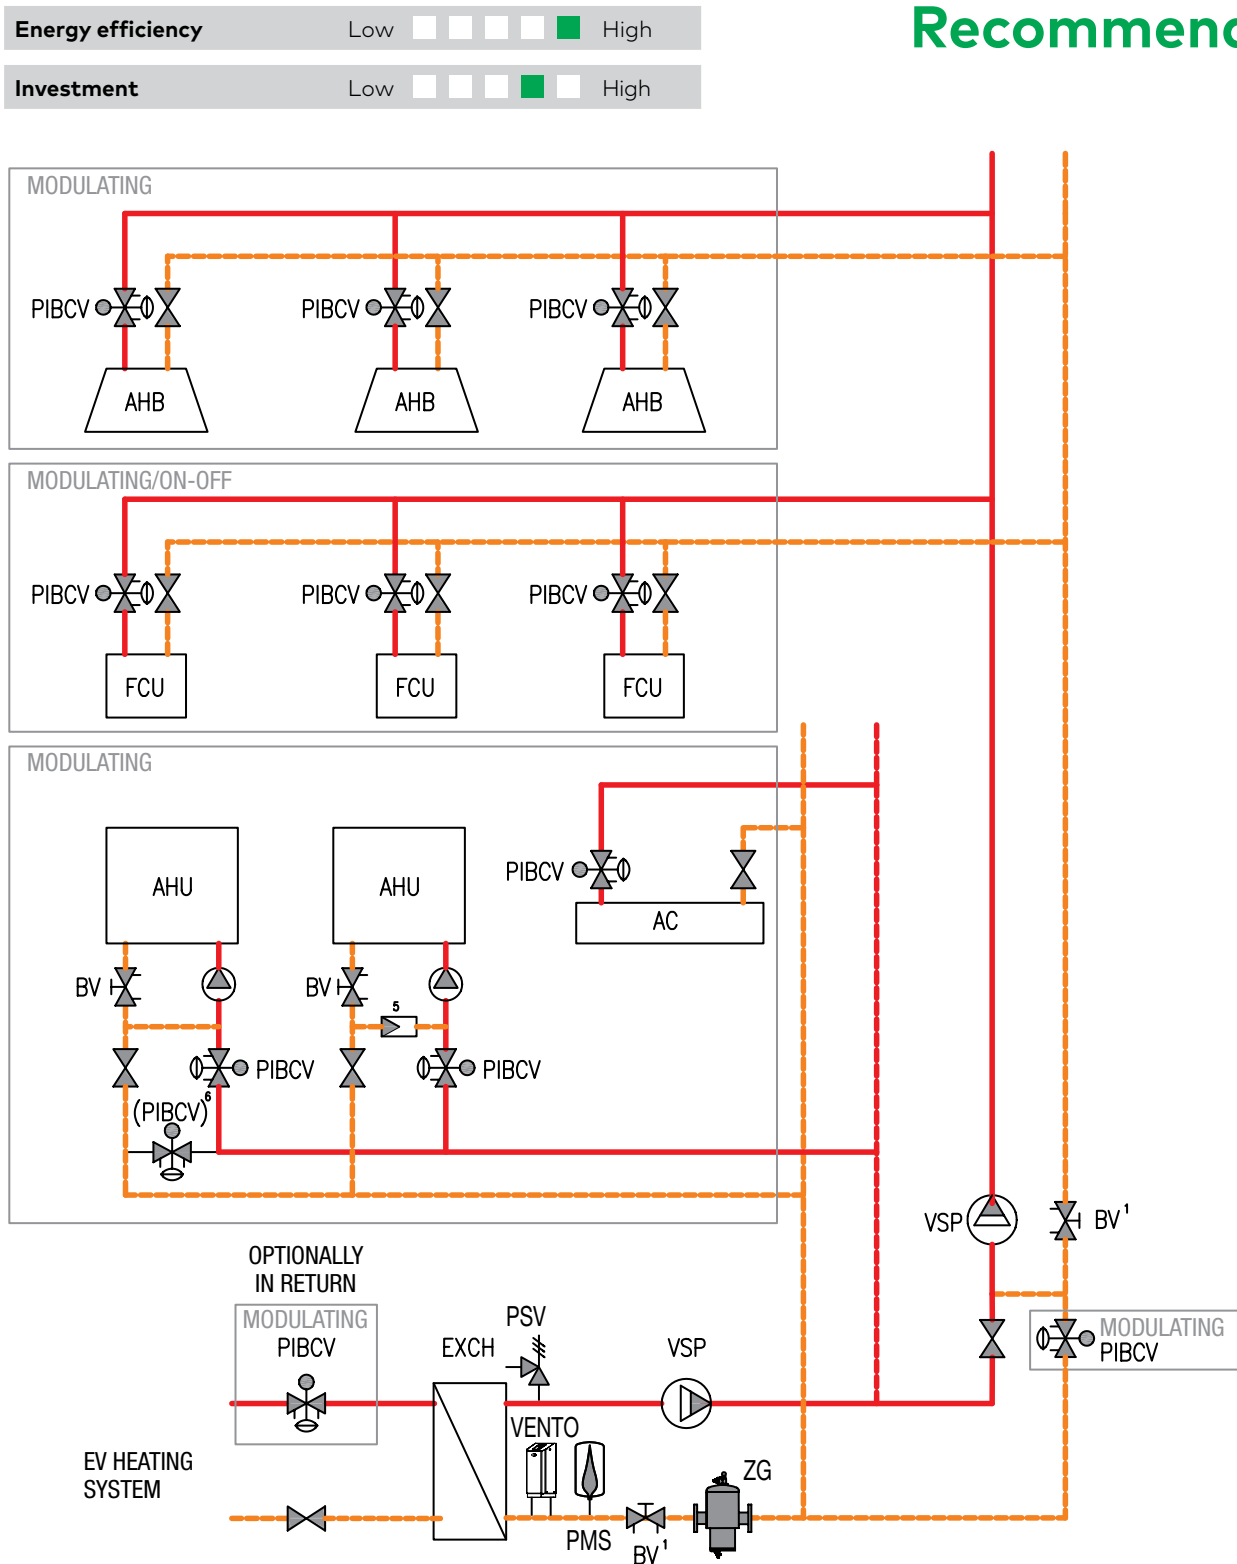 Energy efficiency Low High
Recommend
Investment Low High
MODULATING
PIBCV PIBCV PIBCV
AHB AHB AHB
MODULATING/ON-OFF
PIBCV PIBCV PIBCV
FCU FCU FCU
MODULATING
AHU AHU PIBCV
AC
BV BV
5
PIBCV PIBCV
(PIBCV)6
VSP BV1
OPTIONALLY
IN RETURN
MODULATING
PIBCV
PSV
EXCH
VSP
MODULATING
PIBCV
VENTO
EV HEATING
SYSTEM
ZG
PMS
BV1